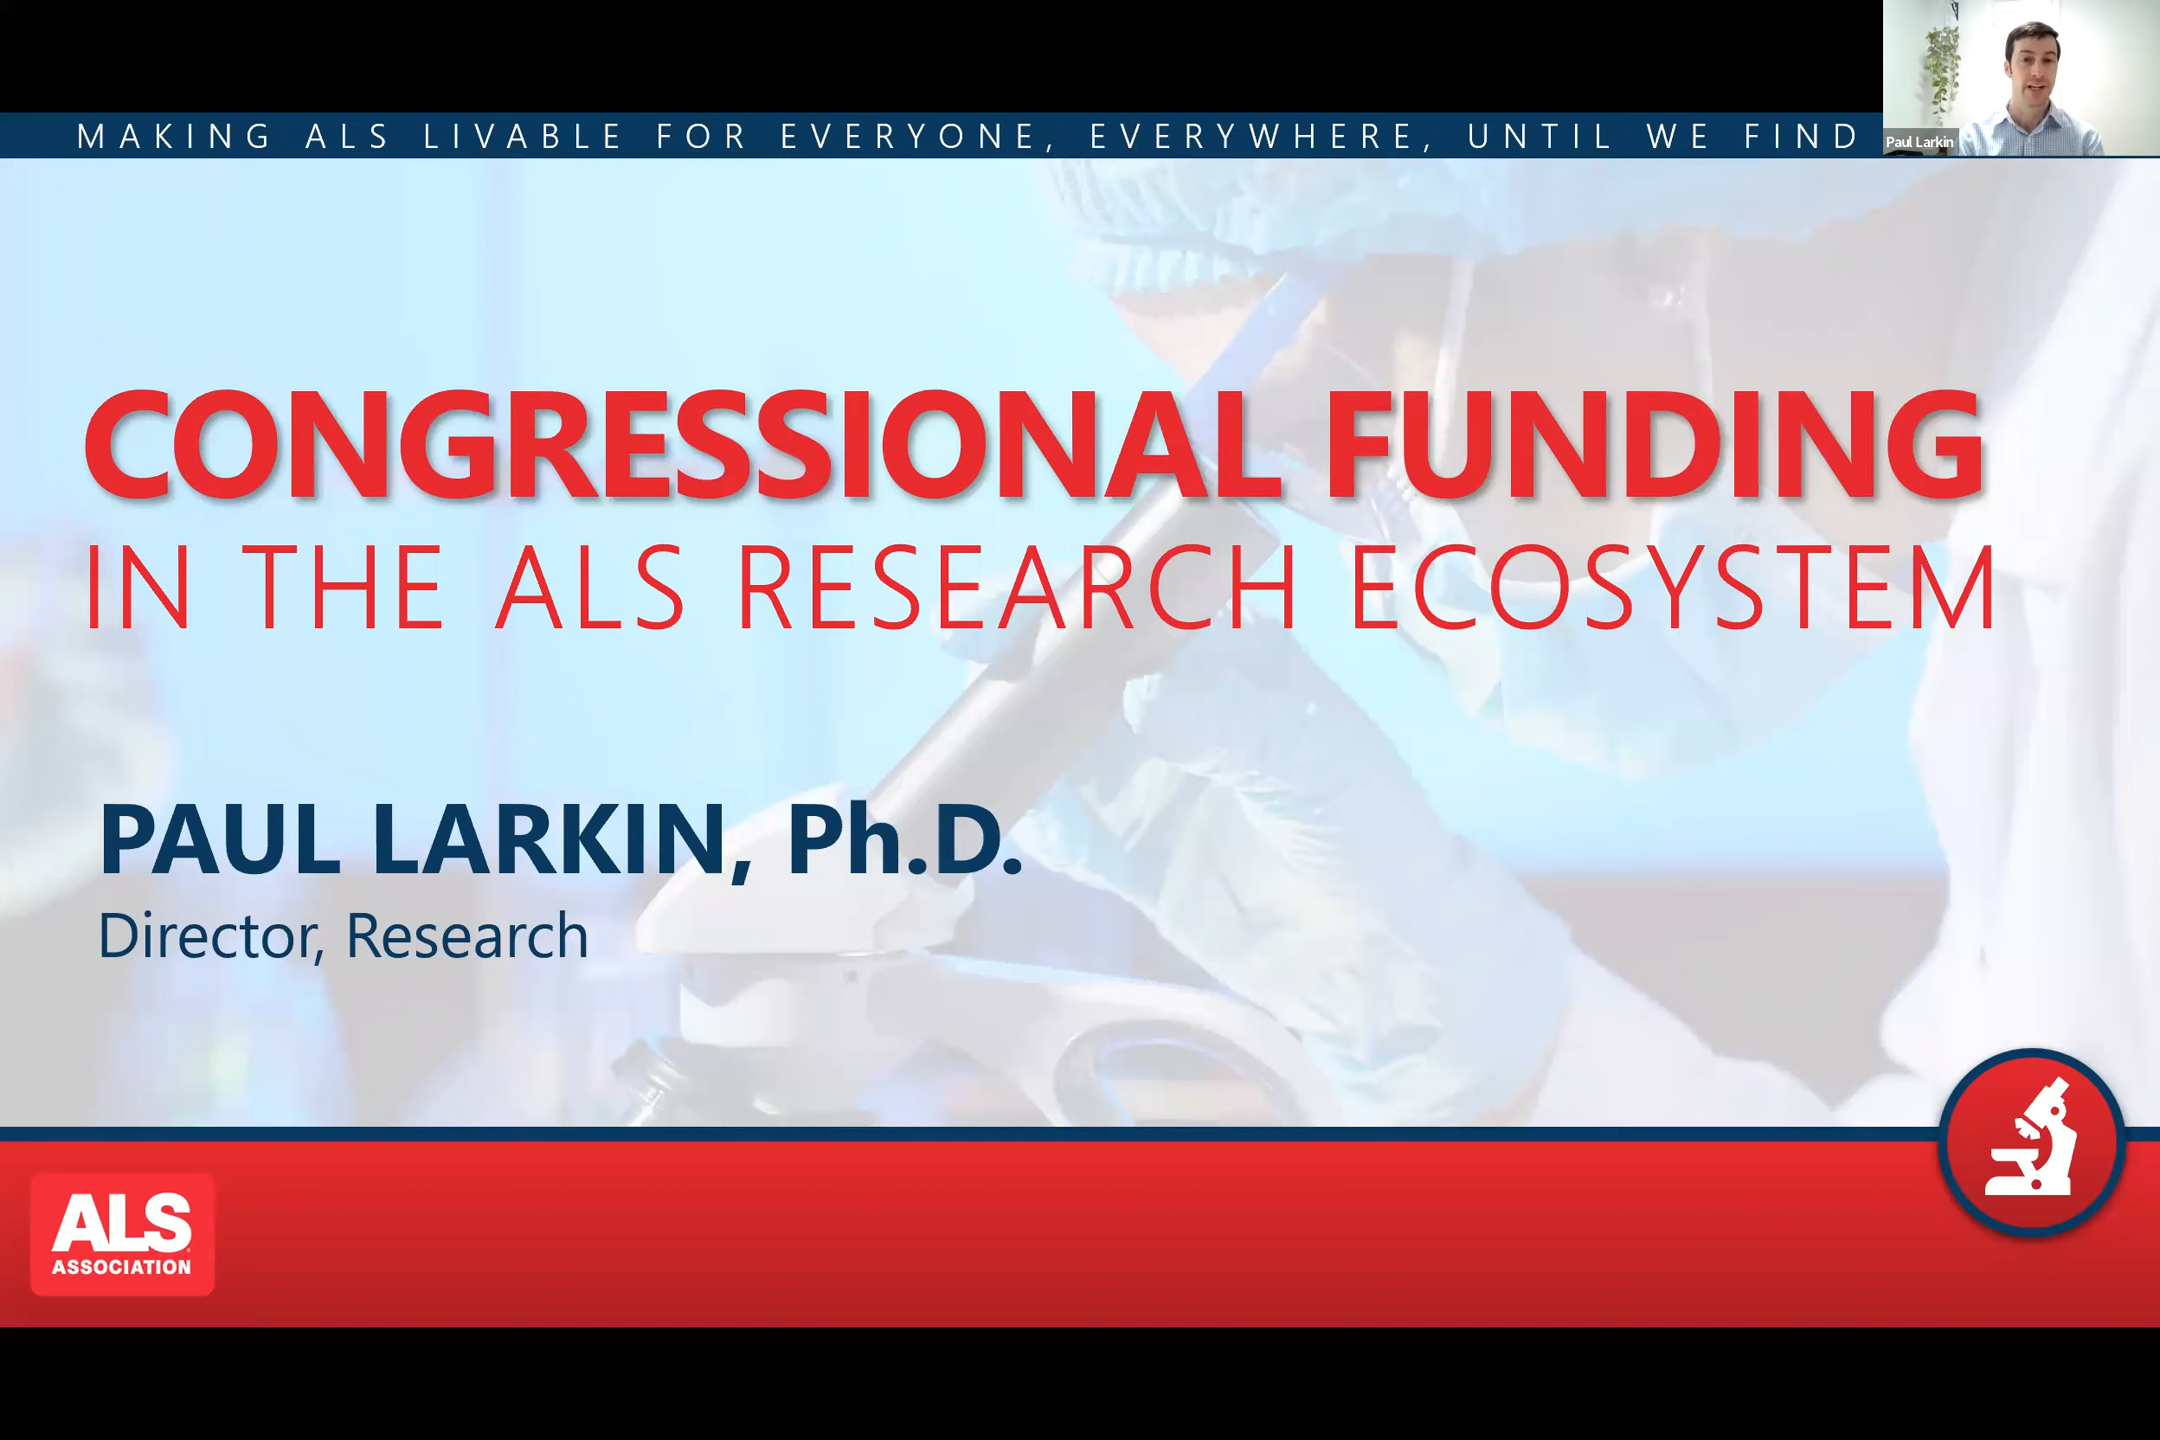 MAKING ALS LIVABLE FOR EVERYONE, EVERYWHERE, UNTIL WE FIND
Paul Larkin
CONGRESSIONAL FUNDING
IN THE ALS RESEARCH ECOSYSTEM
PAUL LARKIN, Ph.D.
Director, Research
ALS
ASSOCIATION